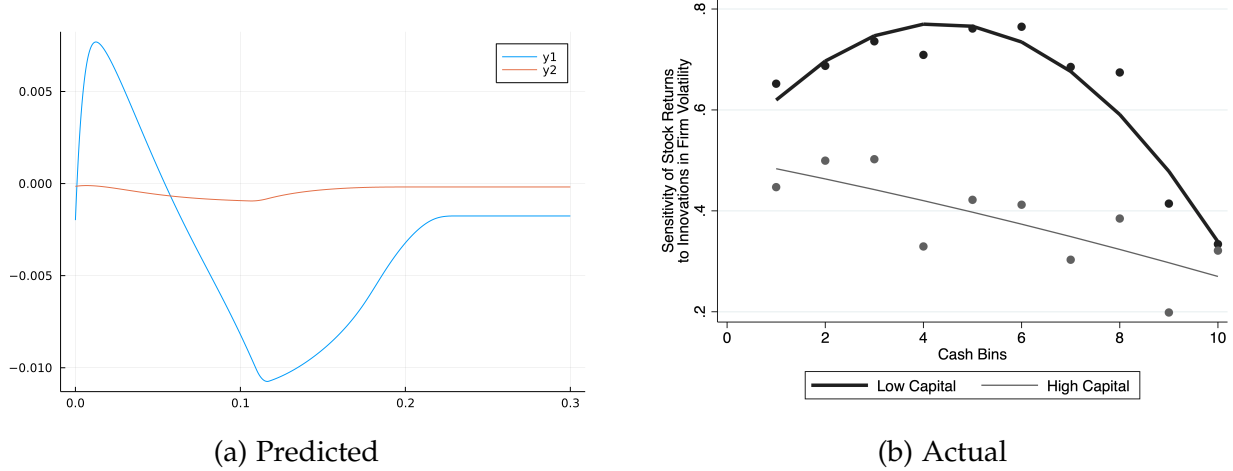 0.005
0.000
−0.005
−0.010
0.0
0.1
0.2
0.3
y1
y2
(a) Predicted
Sensitivity of Stock Returns
to Innovations in Firm Volatility
.8
.6
.4
.2
0
2
4
6
8
10
Cash Bins
Low Capital
High Capital
(b) Actual